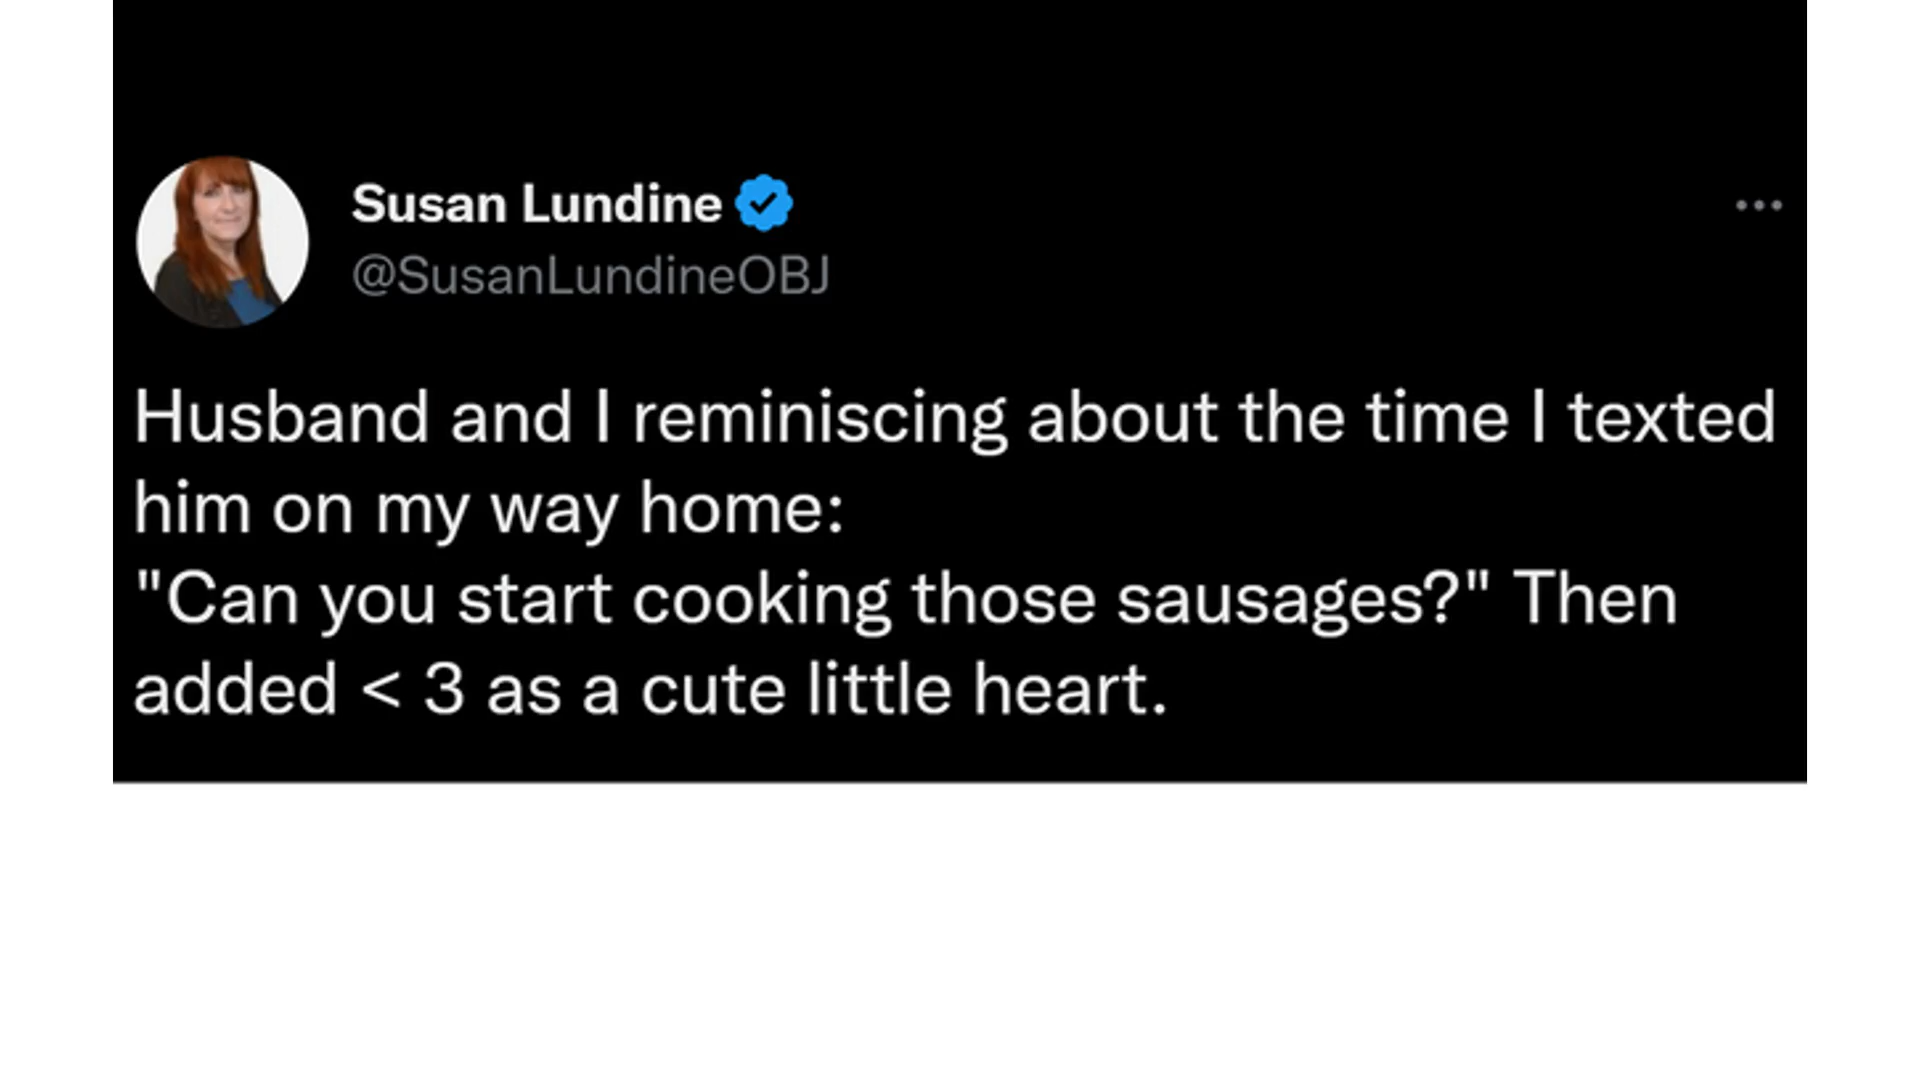 Susan Lundine
@SusanLundineOBJ
Husband and I reminiscing about the time I texted
him on my way home:
"Can you start cooking those sausages?" Then
added < 3 as a cute little heart.